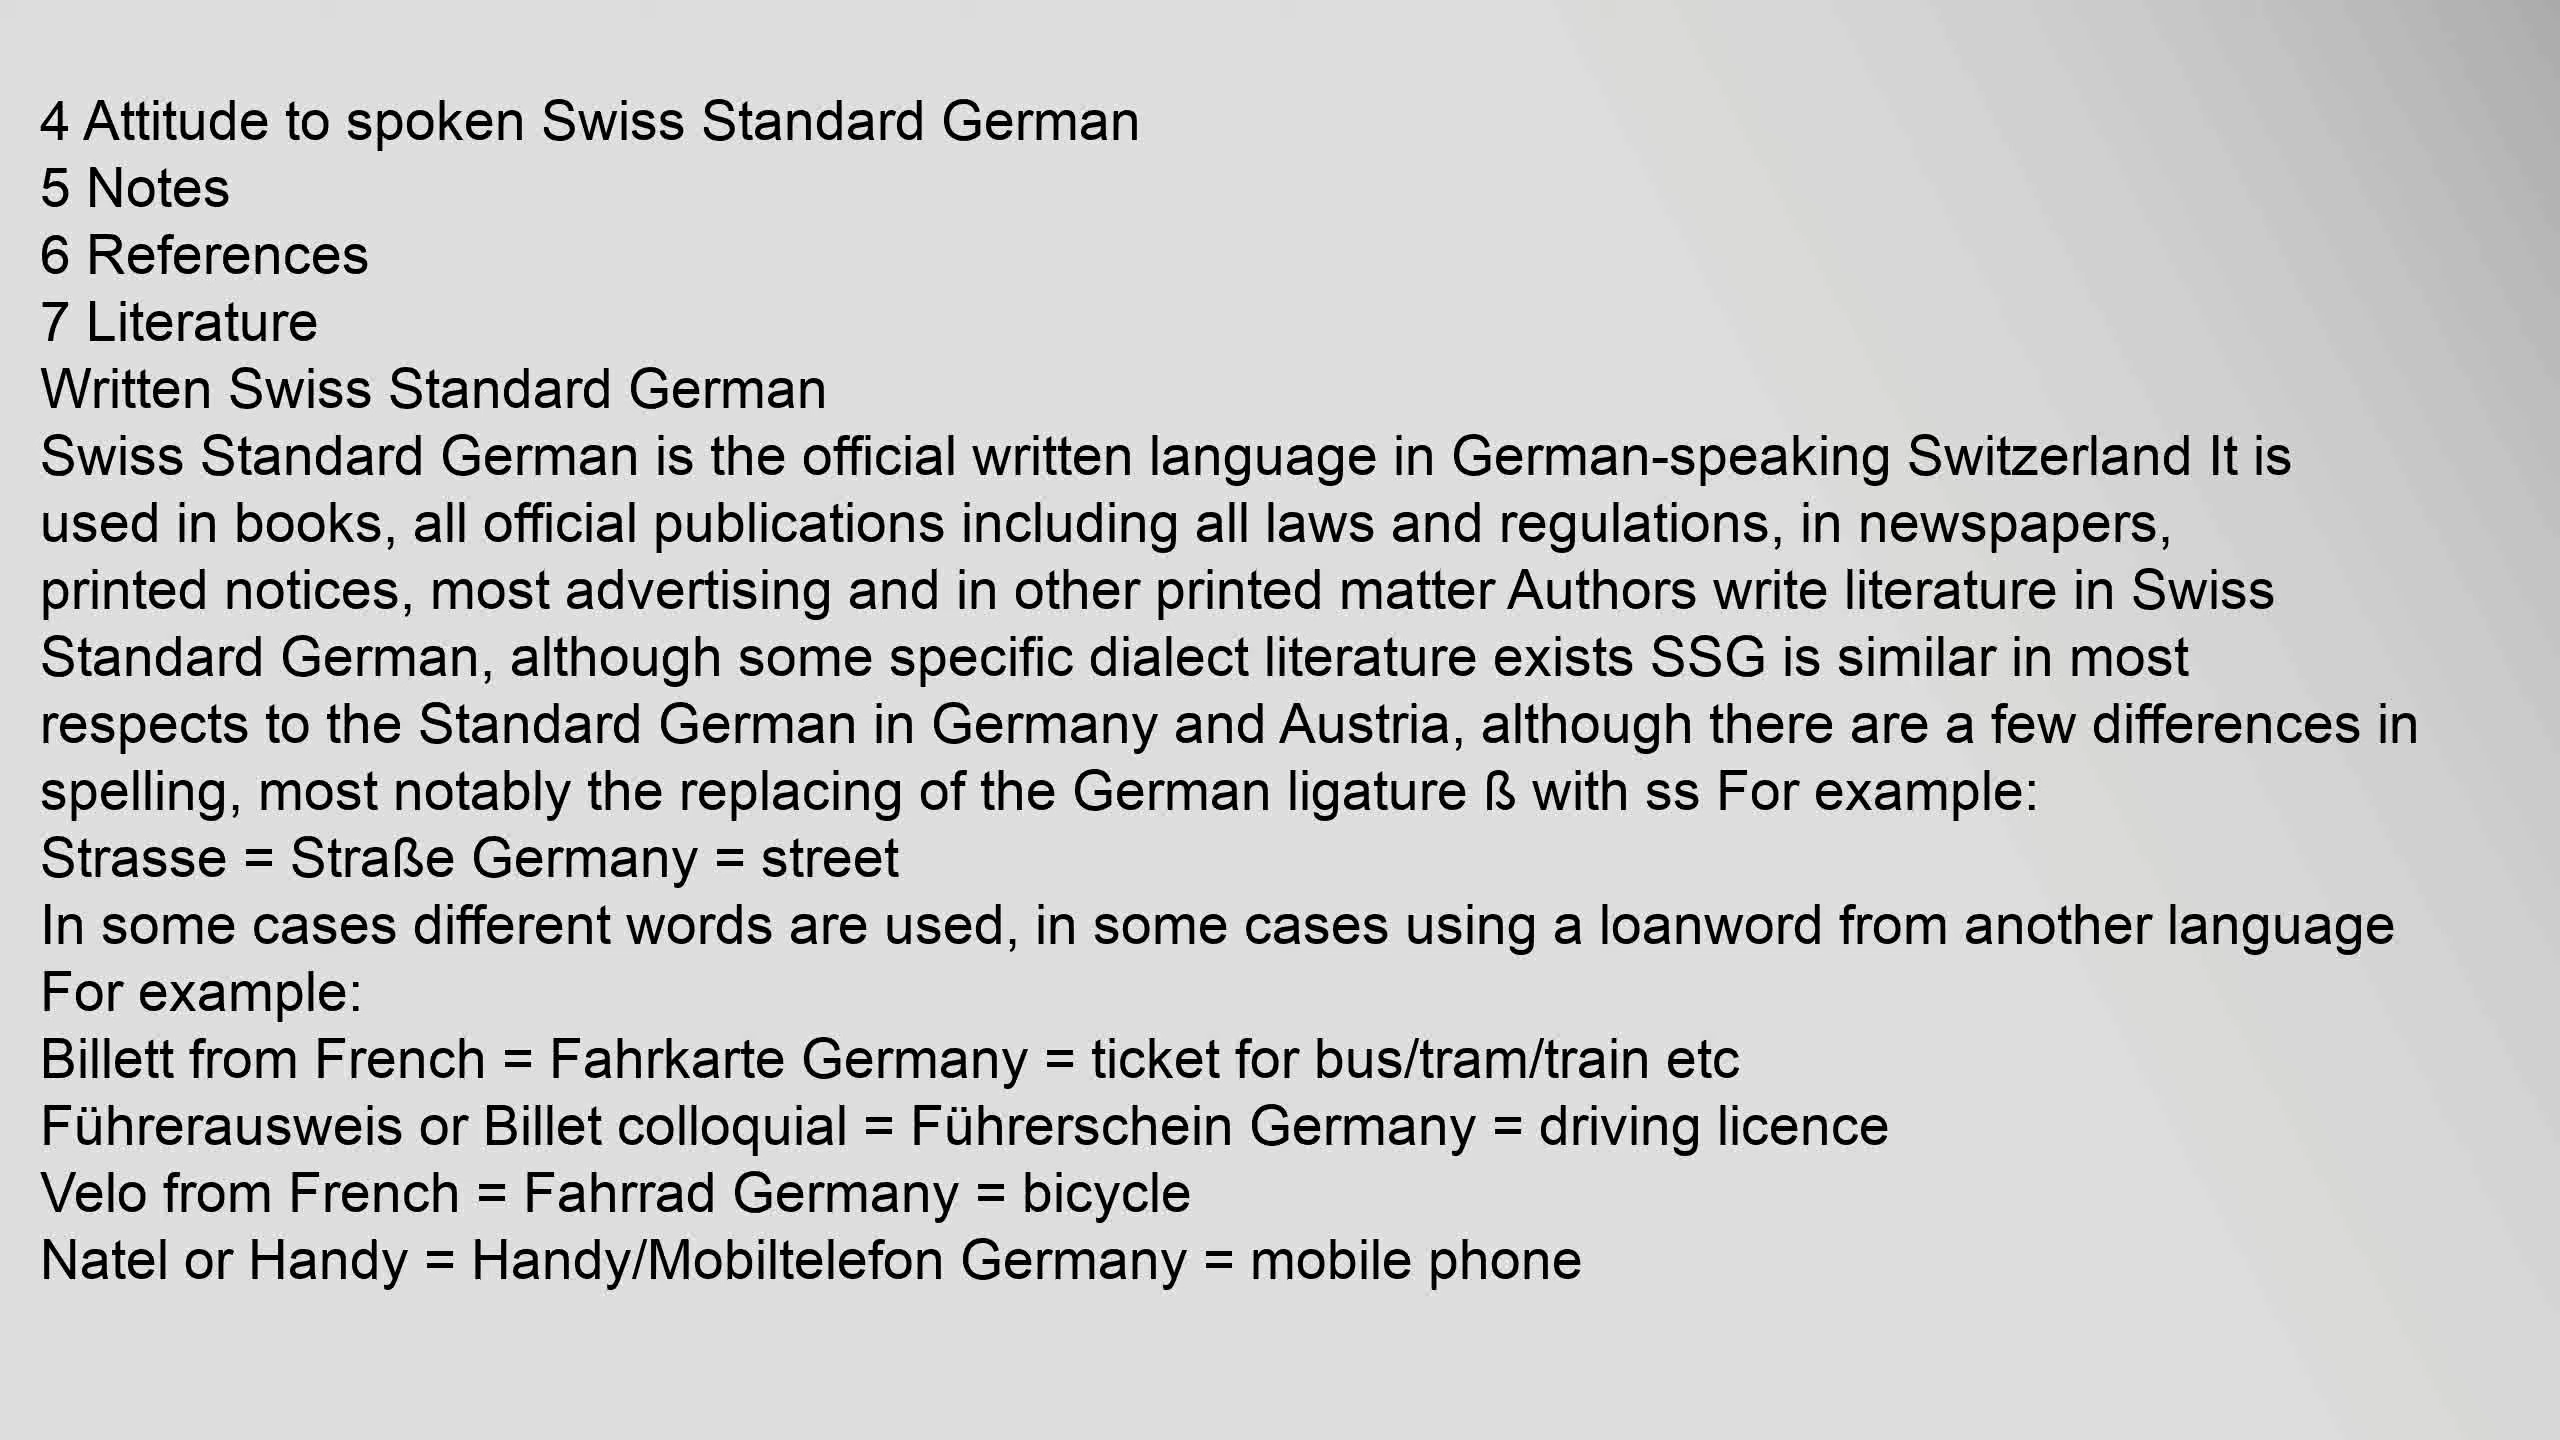 4 Attitude to spoken Swiss Standard German
5 Notes
6 References
7 Literature
Written Swiss Standard German
Swiss Standard German is the official written language in German-speaking Switzerland It is
used in books, all official publications including all laws and regulations, in newspapers,
printed notices, most advertising and in other printed matter Authors write literature in Swiss
Standard German, although some specific dialect literature exists SSG is similar in most
respects to the Standard German in Germany and Austria, although there are a few differences in
spelling, most notably the replacing of the German ligature ß with ss For example:
Strasse = Straße Germany = street
In some cases different words are used, in some cases using a loanword from another language
For example:
Billett from French = Fahrkarte Germany = ticket for bus/tram/train etc
Führerausweis or Billet colloquial = Führerschein Germany = driving licence
Velo from French = Fahrrad Germany = bicycle
Natel or Handy = Handy/Mobiltelefon Germany = mobile phone